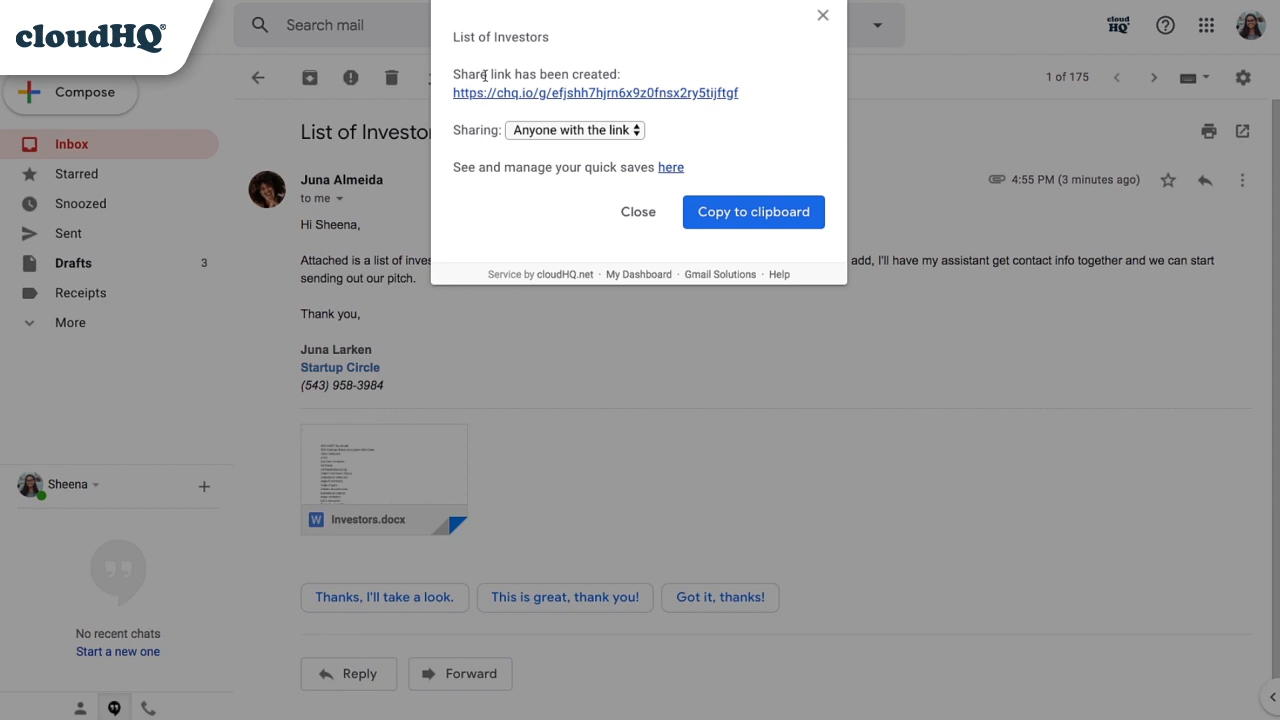 cloudHQ®
Search mail
cloud HQ
Compose
1 of 175
Inbox
Starred
Snoozed
Sent
Drafts 3
Receipts
More
List of Investors
Share link has been created:
https://chq.io/g/efjshh7hjrn6x9z0fnsx2ry5tijftgf
Sharing: Anyone with the link
See and manage your quick saves here
Close Copy to clipboard
Service by cloudHQ.net · My Dashboard · Gmail Solutions · Help
List of Investor
Juna Almeida
to me
4:55 PM (3 minutes ago)
Hi Sheena,
Attached is a list of inves add, I'll have my assistant get contact info together and we can start
sending out our pitch.
Thank you,
Juna Larken
Startup Circle
(543) 958-3984
W Investors.docx
Thanks, I'll take a look. This is great, thank you! Got it, thanks!
Reply Forward
Sheena
No recent chats
Start a new one